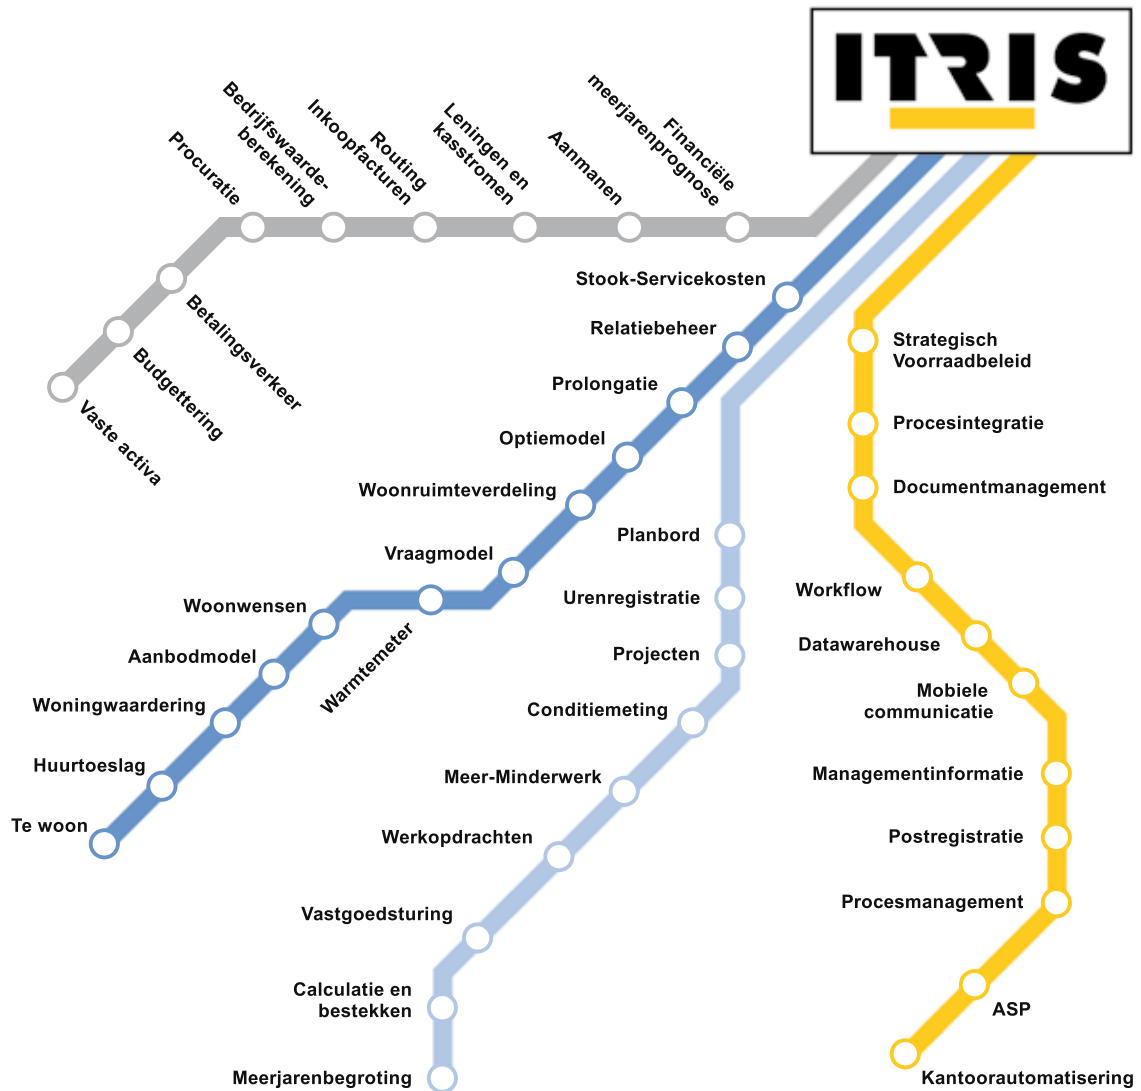 ITRIS
Procuratie
Bedrijfswaarde-
berekening
Routing
Inkoopfacturen
Leningen en
kasstromen
Aanmanen
Financiële
meerjarenprognose
Betalingsverkeer
Budgettering
Vaste activa
Stook-Servicekosten
Relatiebeheer
Prolongatie
Optiemodel
Woonruimteverdeling
Vraagmodel
Warmtemeter
Woonwensen
Aanbodmodel
Woningwaardering
Huurtoeslag
Te woon
Planbord
Urenregistratie
Projecten
Conditiemeting
Meer-Minderwerk
Werkopdrachten
Vastgoedsturing
Calculatie en
bestekken
Meerjarenbegroting
Strategisch
Voorraadbeleid
Procesintegratie
Documentmanagement
Workflow
Datawarehouse
Mobiele
communicatie
Managementinformatie
Postregistratie
Procesmanagement
ASP
Kantoorautomatisering